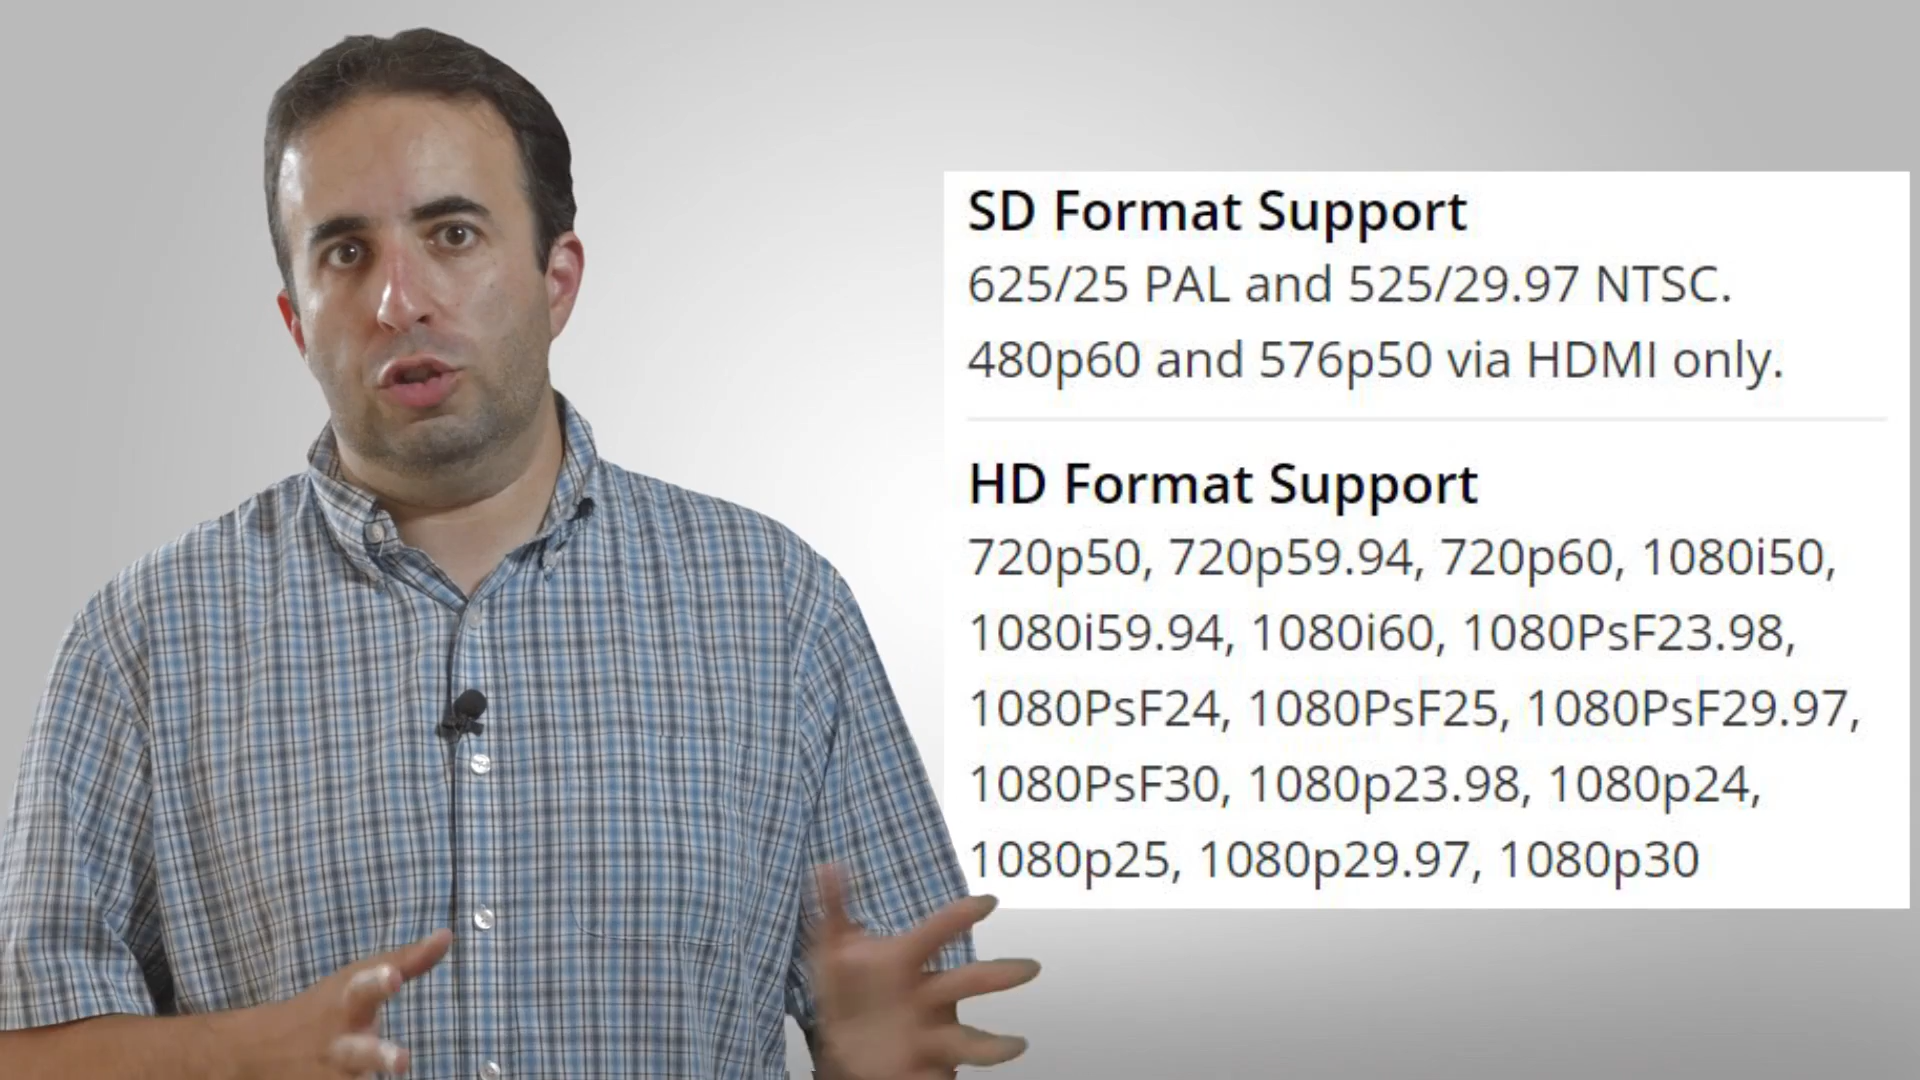 SD Format Support
625/25 PAL and 525/29.97 NTSC.
480p60 and 576p50 via HDMI only.
HD Format Support
720p50, 720p59.94, 720p60, 1080i50,
1080i59.94, 1080i60, 1080PsF23.98,
1080PsF24, 1080PsF25, 1080PsF29.97,
1080PsF30, 1080p23.98, 1080p24,
1080p25, 1080p29.97, 1080p30